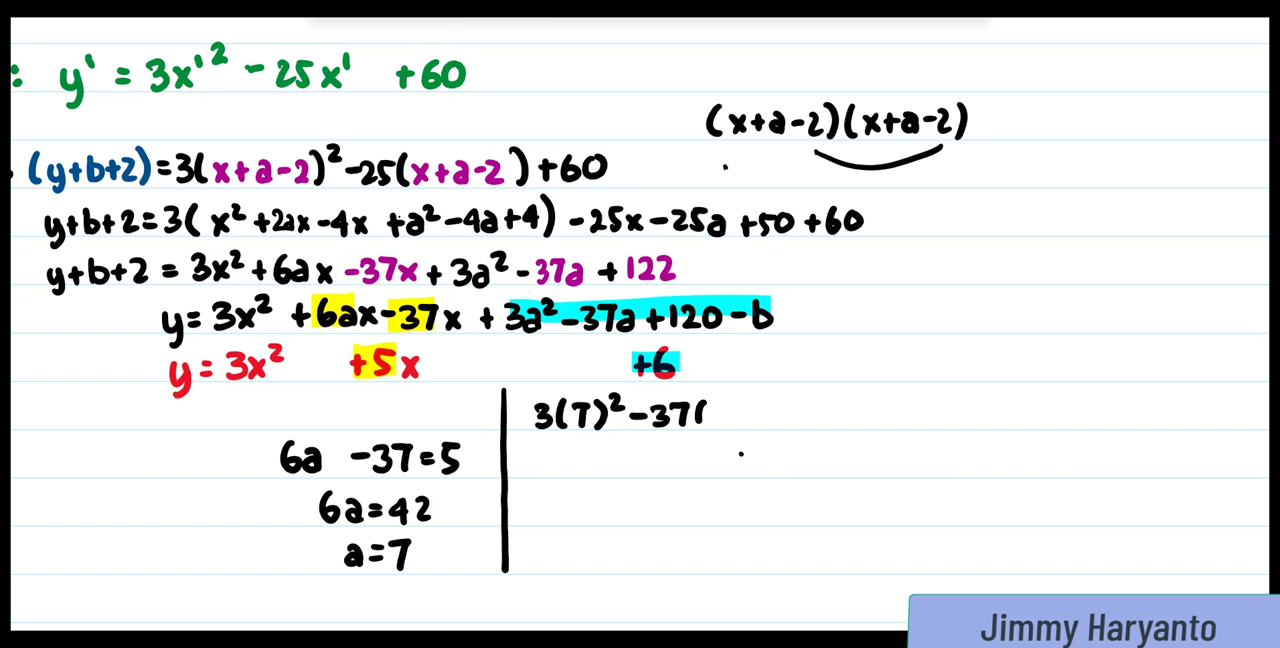 : y' = 3x'² - 25x' + 60
(x+a-2)(x+a-2)
(y+b+2) = 3(x+a-2)² - 25(x+a-2) + 60
y+b+2 = 3(x² + 2ax - 4x + a² - 4a + 4) - 25x - 25a + 50 + 60
y+b+2 = 3x² + 6ax - 37x + 3a² - 37a + 122
y = 3x² + 6ax - 37x + 3a² - 37a + 120 - b
y = 3x² + 5x + 6
6a - 37 = 5
6a = 42
a = 7
3(7)² - 37(
Jimmy Haryanto